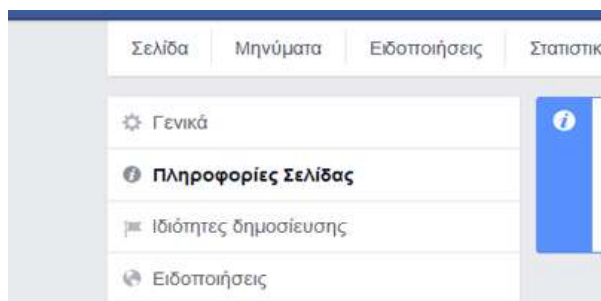 Σελίδα Μηνύματα Ειδοποιήσεις
Γενικά
Πληροφορίες Σελίδας
Ιδιότητες δημοσίευσης
Ειδοποιήσεις